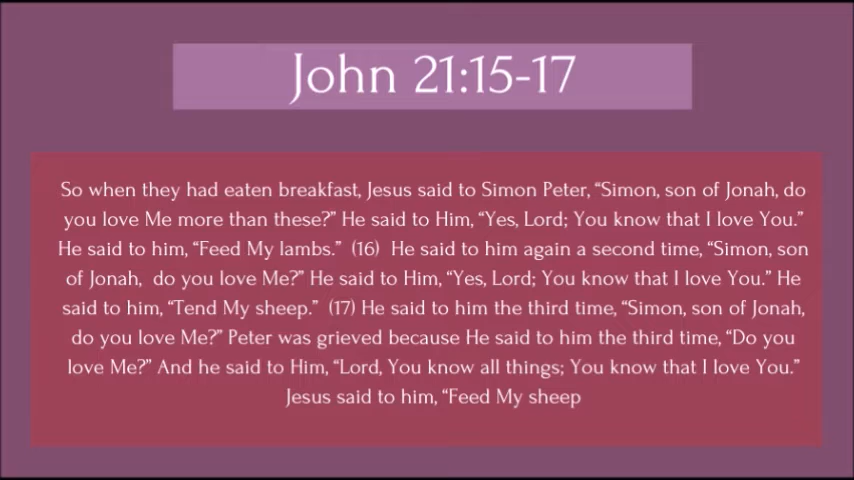 John 21:15-17
So when they had eaten breakfast, Jesus said to Simon Peter, “Simon, son of Jonah, do
you love Me more than these?” He said to Him, “Yes, Lord; You know that I love You.”
He said to him, “Feed My lambs.”  (16)  He said to him again a second time, “Simon, son
of Jonah,  do you love Me?” He said to Him, “Yes, Lord; You know that I love You.” He
said to him, “Tend My sheep.”  (17) He said to him the third time, “Simon, son of Jonah,
do you love Me?” Peter was grieved because He said to him the third time, “Do you
love Me?” And he said to Him, “Lord, You know all things; You know that I love You.”
Jesus said to him, “Feed My sheep